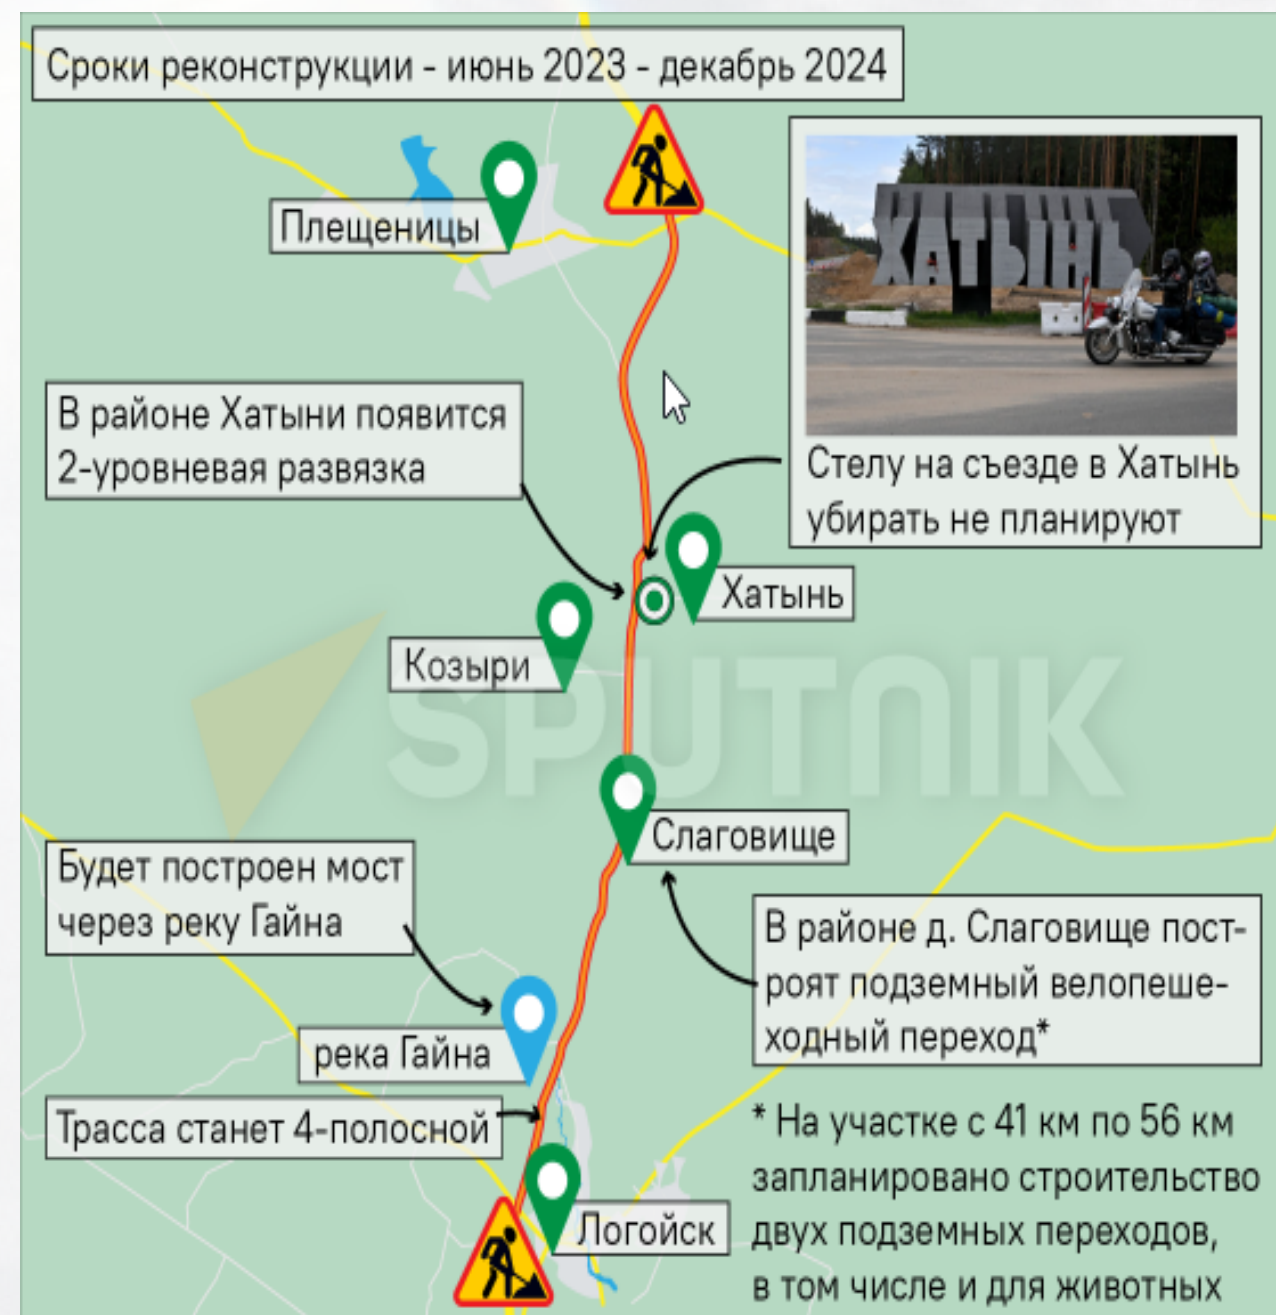 Сроки реконструкции - июнь 2023 - декабрь 2024
Плещеницы
ХАТЫНЬ
В районе Хатыни появится
2-уровневая развязка
Стелу на съезде в Хатынь
убирать не планируют
Хатынь
Козыри
SPUTNIK
Слаговище
Будет построен мост
через реку Гайна
В районе д. Слаговище пост-
роят подземный велопеше-
ходный переход*
река Гайна
Трасса станет 4-полосной
* На участке с 41 км по 56 км
запланировано строительство
двух подземных переходов,
в том числе и для животных
Логойск